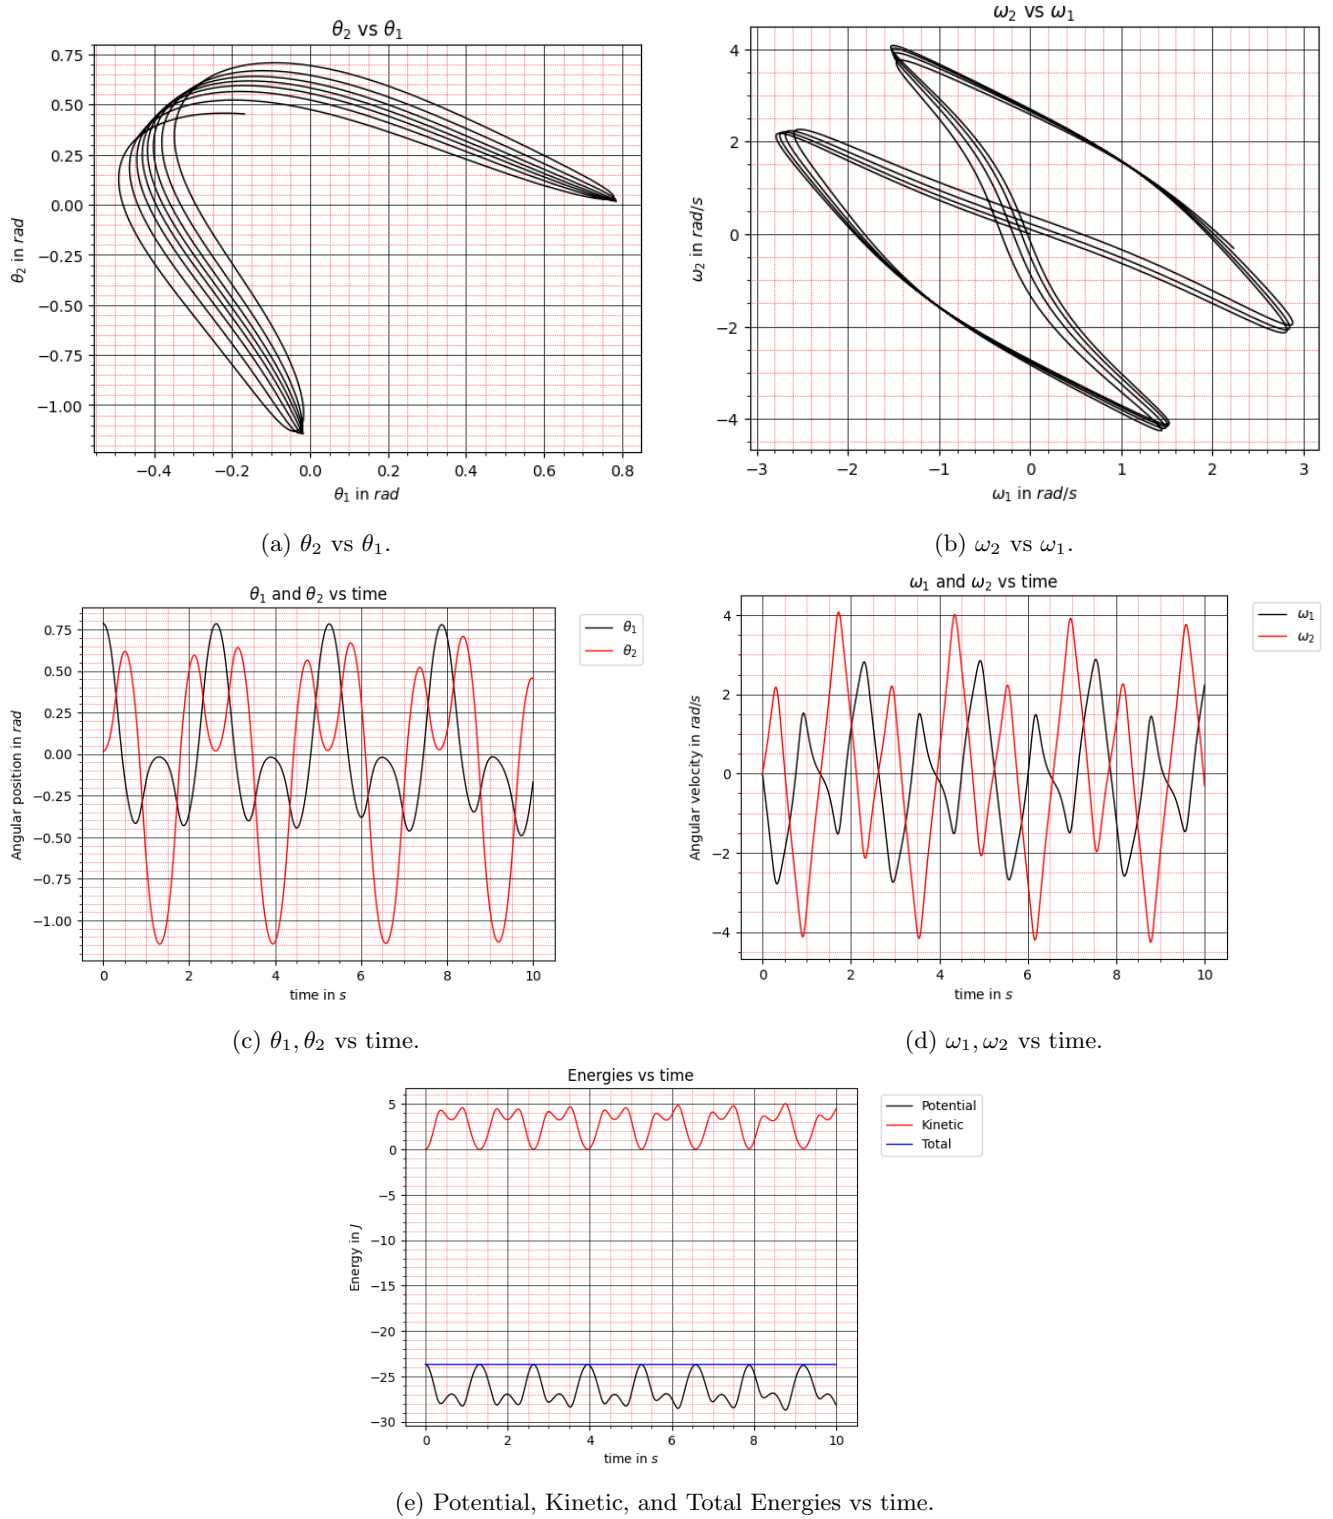 θ₂ vs θ₁
0.75
0.50
0.25
0.00
−0.25
−0.50
−0.75
−1.00
θ₂ in rad
−0.4 −0.2 0.0 0.2 0.4 0.6 0.8
θ₁ in rad
(a) θ₂ vs θ₁.
ω₂ vs ω₁
4
2
0
−2
−4
ω₂ in rad/s
−3 −2 −1 0 1 2 3
ω₁ in rad/s
(b) ω₂ vs ω₁.
θ₁ and θ₂ vs time
0.75
0.50
0.25
0.00
−0.25
−0.50
−0.75
−1.00
Angular position in rad
0 2 4 6 8 10
time in s
θ₁
θ₂
(c) θ₁, θ₂ vs time.
ω₁ and ω₂ vs time
4
2
0
−2
−4
Angular velocity in rad/s
0 2 4 6 8 10
time in s
ω₁
ω₂
(d) ω₁, ω₂ vs time.
Energies vs time
5
0
−5
−10
−15
−20
−25
−30
Energy in J
0 2 4 6 8 10
time in s
Potential
Kinetic
Total
(e) Potential, Kinetic, and Total Energies vs time.